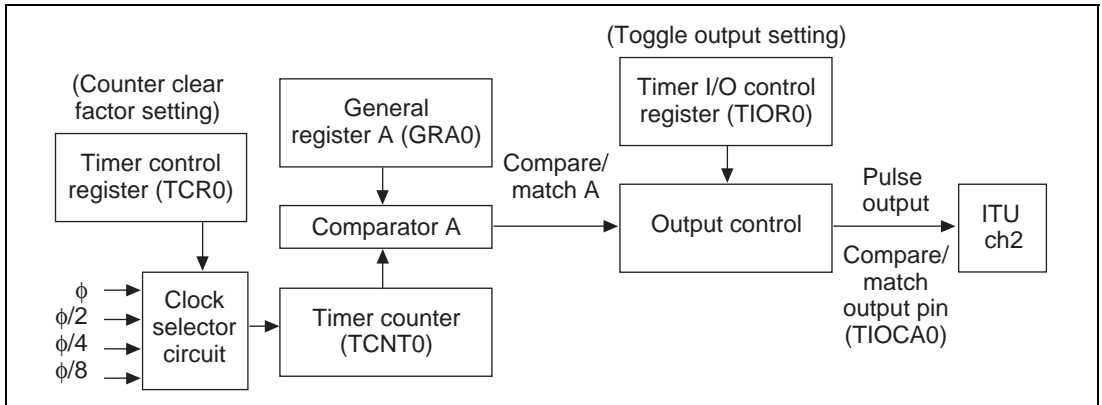 (Counter clear
factor setting)
Timer control
register (TCR0)
General
register A (GRA0)
(Toggle output setting)
Timer I/O control
register (TIOR0)
Compare/
match A
Comparator A
Output control
Pulse
output
ITU
ch2
Compare/
match
output pin
(TIOCA0)
ϕ
ϕ/2
ϕ/4
ϕ/8
Clock
selector
circuit
Timer counter
(TCNT0)